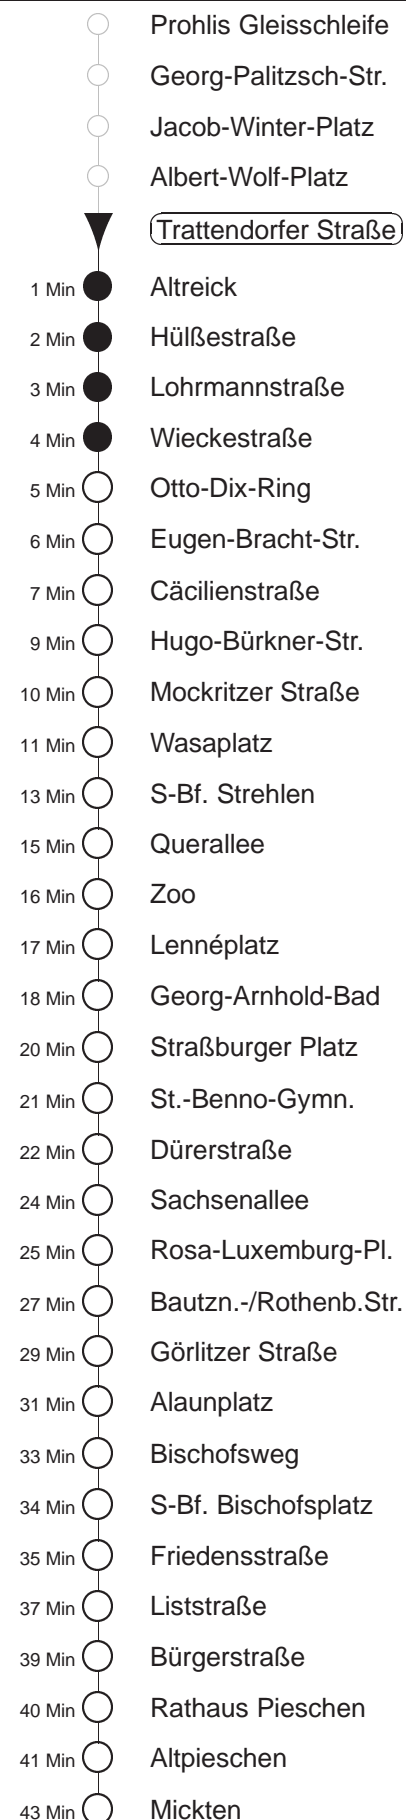 Prohlis Gleisschleife
Georg-Palitzsch-Str.
Jacob-Winter-Platz
Albert-Wolf-Platz
Trattendorfer Straße
1 Min Altreick
2 Min Hülßestraße
3 Min Lohrmannstraße
4 Min Wieckestraße
5 Min Otto-Dix-Ring
6 Min Eugen-Bracht-Str.
7 Min Cäcilienstraße
9 Min Hugo-Bürkner-Str.
10 Min Mockritzer Straße
11 Min Wasaplatz
13 Min S-Bf. Strehlen
15 Min Querallee
16 Min Zoo
17 Min Lennéplatz
18 Min Georg-Arnhold-Bad
20 Min Straßburger Platz
21 Min St.-Benno-Gymn.
22 Min Dürerstraße
24 Min Sachsenallee
25 Min Rosa-Luxemburg-Pl.
27 Min Bautzn.-/Rothenb.Str.
29 Min Görlitzer Straße
31 Min Alaunplatz
33 Min Bischofsweg
34 Min S-Bf. Bischofsplatz
35 Min Friedensstraße
37 Min Liststraße
39 Min Bürgerstraße
40 Min Rathaus Pieschen
41 Min Altpieschen
43 Min Mickten